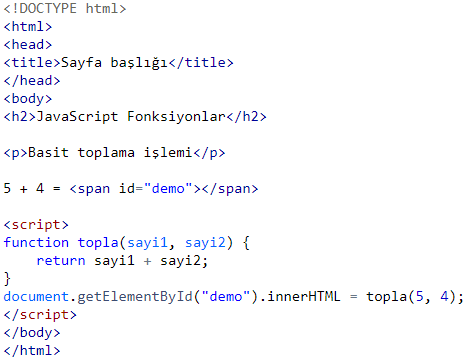 <!DOCTYPE html>
<html>
<head>
<title>Sayfa başlığı</title>
</head>
<body>
<h2>JavaScript Fonksiyonlar</h2>

<p>Basit toplama işlemi</p>

5 + 4 = <span id="demo"></span>

<script>
function topla(sayi1, sayi2) {
    return sayi1 + sayi2;
}
document.getElementById("demo").innerHTML = topla(5, 4);
</script>
</body>
</html>